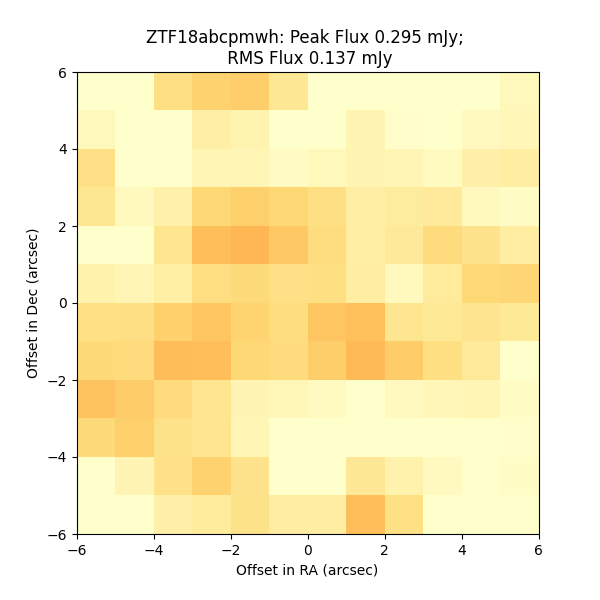 ZTF18abcpmwh: Peak Flux 0.295 mJy;
RMS Flux 0.137 mJy
6
4
2
0
−2
−4
−6
Offset in Dec (arcsec)
−6 −4 −2 0 2 4 6
Offset in RA (arcsec)